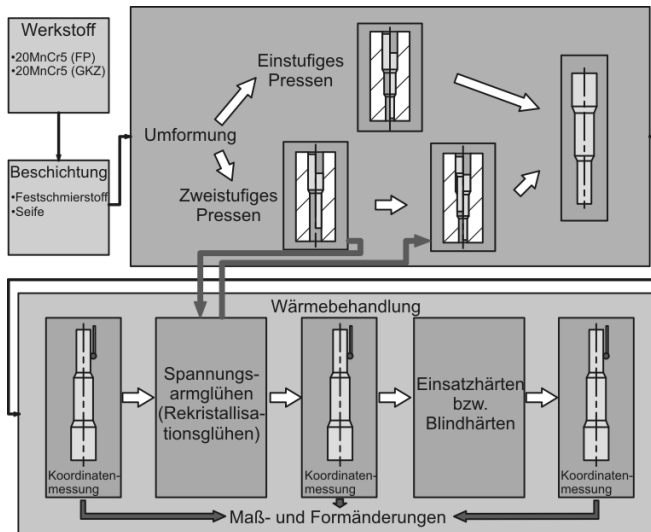 Werkstoff
•20MnCr5 (FP)
•20MnCr5 (GKZ)
Beschichtung
•Festschmierstoff
•Seife
Umformung
Einstufiges
Pressen
Zweistufiges
Pressen
Wärmebehandlung
Koordinaten-
messung
Spannungs-
armglühen
(Rekristallisa-
tionsglühen)
Koordinaten-
messung
Einsatzhärten
bzw.
Blindhärten
Koordinaten-
messung
Maß- und Formänderungen